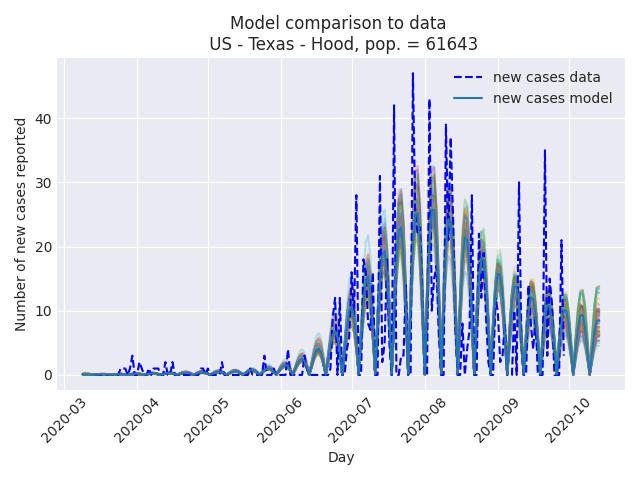 Model comparison to data
US - Texas - Hood, pop. = 61643
new cases data
new cases model
Number of new cases reported
40
30
20
10
0
2020-03
2020-04
2020-05
2020-06
2020-07
2020-08
2020-09
2020-10
Day